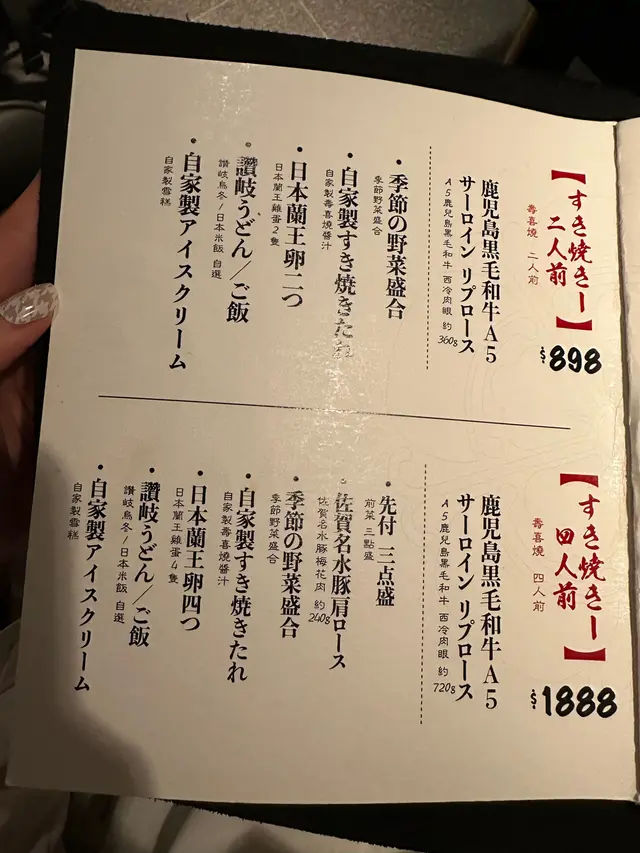 【すき焼きー
二人前】
壽喜燒 二人前
$898
鹿児島黒毛和牛A5
サーロイン リブロース
A5鹿兒島黑毛和牛 西冷肉眼 約360g
・季節の野菜盛合
季節野菜盛合
・自家製すき焼きたれ
自家製壽喜燒醬汁
・日本蘭王卵二つ
日本蘭王雞蛋2隻
・讃岐うどん／ご飯
讃岐烏冬/日本米飯 自選
・自家製アイスクリーム
自家製雪糕
【すき焼きー
四人前】
壽喜燒 四人前
$1888
鹿児島黒毛和牛A5
サーロイン リブロース
A5鹿兒島黑毛和牛 西冷肉眼 約720g
・先付 三点盛
前菜 三點盛
・佐賀名水豚肩ロース
佐賀名水豚梅花肉 約240g
・季節の野菜盛合
季節野菜盛合
・自家製すき焼きたれ
自家製壽喜燒醬汁
・日本蘭王卵四つ
日本蘭王雞蛋4隻
・讃岐うどん／ご飯
讃岐烏冬/日本米飯 自選
・自家製アイスクリーム
自家製雪糕